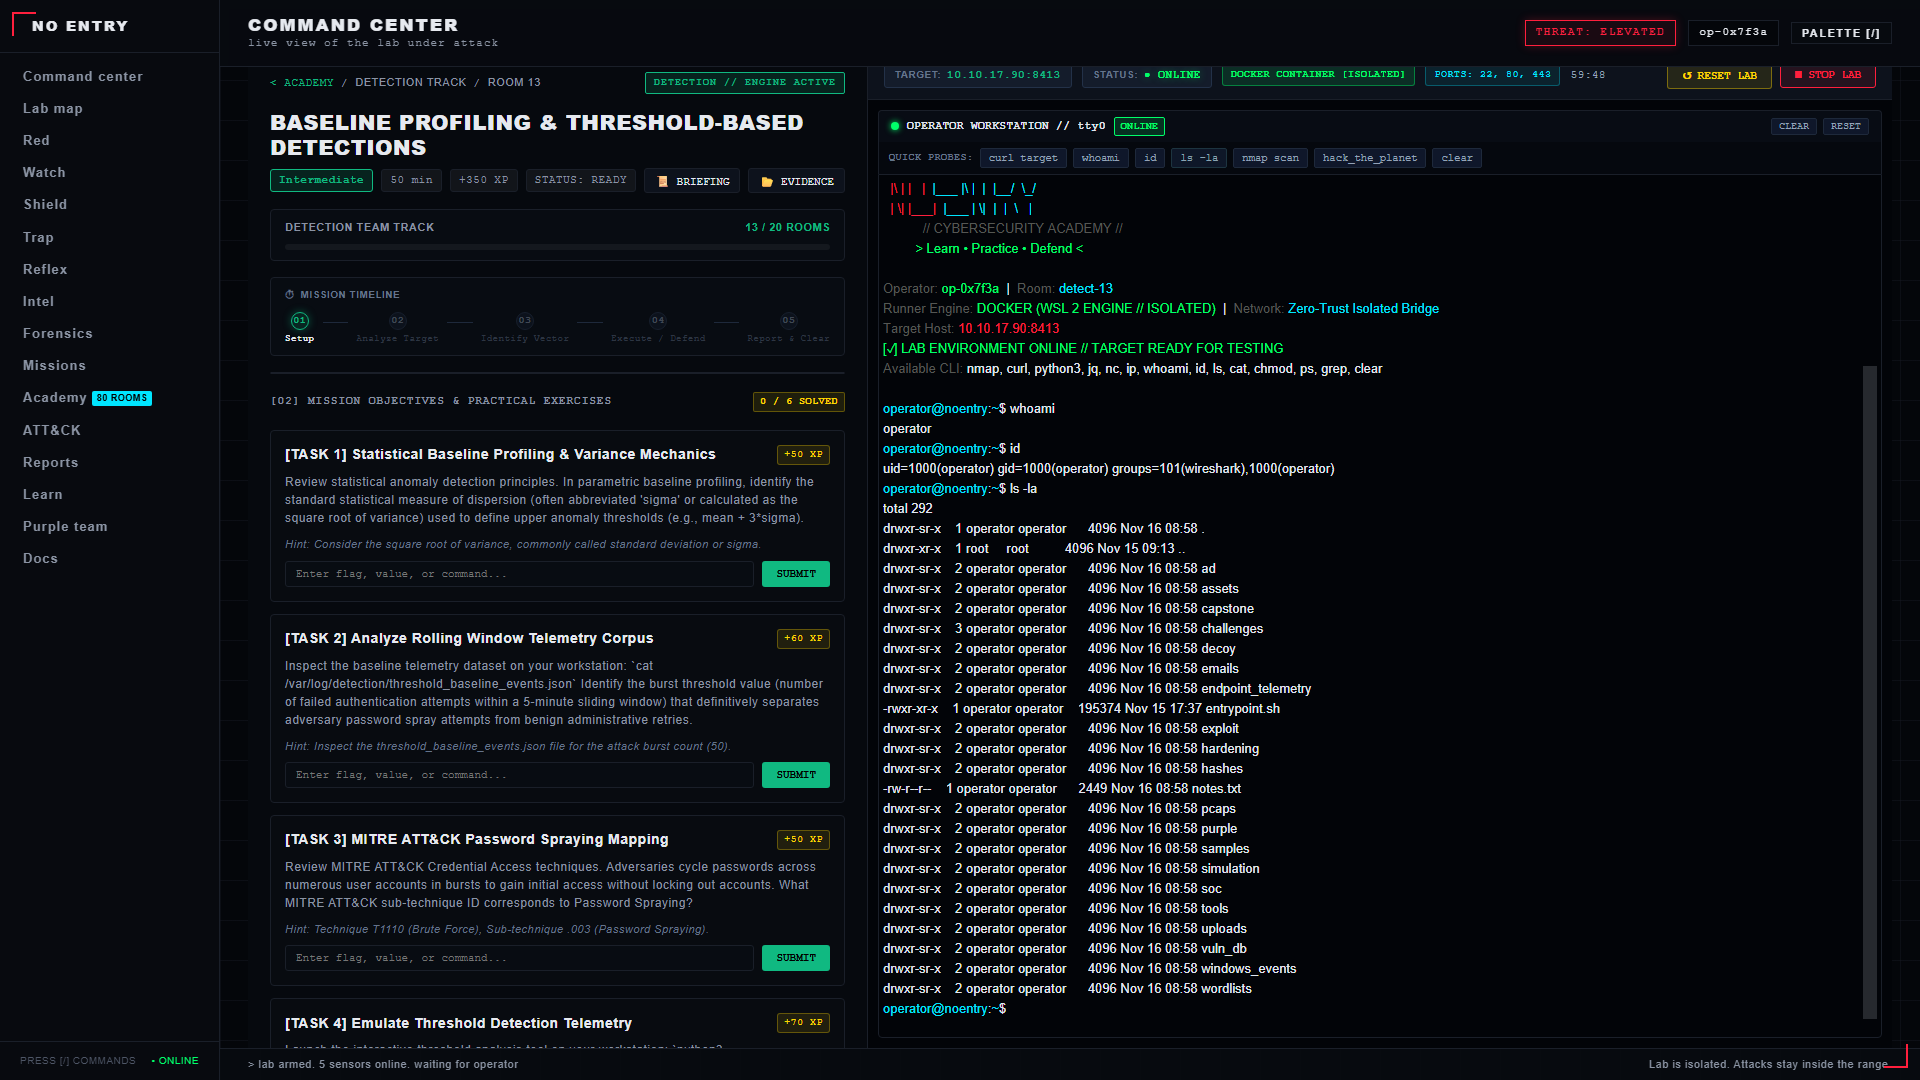 NO ENTRY
Command center
Lab map
Red
Watch
Shield
Trap
Reflex
Intel
Forensics
Missions
Academy 80 ROOMS
ATT&CK
Reports
Learn
Purple team
Docs
PRESS [/] COMMANDS • ONLINE
COMMAND CENTER
live view of the lab under attack
THREAT: ELEVATED
op-0x7f3a
PALETTE [/]
< ACADEMY / DETECTION TRACK / ROOM 13
DETECTION // ENGINE ACTIVE
BASELINE PROFILING & THRESHOLD-BASED
DETECTIONS
Intermediate
50 min
+350 XP
STATUS: READY
BRIEFING
EVIDENCE
DETECTION TEAM TRACK
13 / 20 ROOMS
MISSION TIMELINE
01 02 03 04 05
Setup Analyse Target Identify Vector Execute / Defend Report & Clear
[02] MISSION OBJECTIVES & PRACTICAL EXERCISES
0 / 6 SOLVED
[TASK 1] Statistical Baseline Profiling & Variance Mechanics
+50 XP
Review statistical anomaly detection principles. In parametric baseline profiling, identify the
standard statistical measure of dispersion (often abbreviated 'sigma' or calculated as the
square root of variance) used to define upper anomaly thresholds (e.g., mean + 3*sigma).
Hint: Consider the square root of variance, commonly called standard deviation or sigma.
Enter flag, value, or command...
SUBMIT
[TASK 2] Analyze Rolling Window Telemetry Corpus
+60 XP
Inspect the baseline telemetry dataset on your workstation: `cat
/var/log/detection/threshold_baseline_events.json` Identify the burst threshold value (number
of failed authentication attempts within a 5-minute sliding window) that definitively separates
adversary password spray attempts from benign administrative retries.
Hint: Inspect the threshold_baseline_events.json file for the attack burst count (50).
Enter flag, value, or command...
SUBMIT
[TASK 3] MITRE ATT&CK Password Spraying Mapping
+50 XP
Review MITRE ATT&CK Credential Access techniques. Adversaries cycle passwords across
numerous user accounts in bursts to gain initial access without locking out accounts. What
MITRE ATT&CK sub-technique ID corresponds to Password Spraying?
Hint: Technique T1110 (Brute Force), Sub-technique .003 (Password Spraying).
Enter flag, value, or command...
SUBMIT
[TASK 4] Emulate Threshold Detection Telemetry
+70 XP
TARGET: 10.10.17.90:8413
STATUS: ● ONLINE
DOCKER CONTAINER [ISOLATED]
PORTS: 22, 80, 443
59:48
↺ RESET LAB
■ STOP LAB
OPERATOR WORKSTATION // tty0 ONLINE
CLEAR
RESET
QUICK PROBES: curl target whoami id ls -la nmap scan hack_the_planet clear
// CYBERSECURITY ACADEMY //
> Learn • Practice • Defend <
Operator: op-0x7f3a | Room: detect-13
Runner Engine: DOCKER (WSL 2 ENGINE // ISOLATED) | Network: Zero-Trust Isolated Bridge
Target Host: 10.10.17.90:8413
[√] LAB ENVIRONMENT ONLINE // TARGET READY FOR TESTING
Available CLI: nmap, curl, python3, jq, nc, ip, whoami, id, ls, cat, chmod, ps, grep, clear
operator@noentry:~$ whoami
operator
operator@noentry:~$ id
uid=1000(operator) gid=1000(operator) groups=101(wireshark),1000(operator)
operator@noentry:~$ ls -la
total 292
drwxr-sr-x 1 operator operator 4096 Nov 16 08:58 .
drwxr-xr-x 1 root root 4096 Nov 15 09:13 ..
drwxr-sr-x 2 operator operator 4096 Nov 16 08:58 ad
drwxr-sr-x 2 operator operator 4096 Nov 16 08:58 assets
drwxr-sr-x 2 operator operator 4096 Nov 16 08:58 capstone
drwxr-sr-x 3 operator operator 4096 Nov 16 08:58 challenges
drwxr-sr-x 2 operator operator 4096 Nov 16 08:58 decoy
drwxr-sr-x 2 operator operator 4096 Nov 16 08:58 emails
drwxr-sr-x 2 operator operator 4096 Nov 16 08:58 endpoint_telemetry
-rwxr-xr-x 1 operator operator 195374 Nov 15 17:37 entrypoint.sh
drwxr-sr-x 2 operator operator 4096 Nov 16 08:58 exploit
drwxr-sr-x 2 operator operator 4096 Nov 16 08:58 hardening
drwxr-sr-x 2 operator operator 4096 Nov 16 08:58 hashes
-rw-r--r-- 1 operator operator 2449 Nov 16 08:58 notes.txt
drwxr-sr-x 2 operator operator 4096 Nov 16 08:58 pcaps
drwxr-sr-x 2 operator operator 4096 Nov 16 08:58 purple
drwxr-sr-x 2 operator operator 4096 Nov 16 08:58 samples
drwxr-sr-x 2 operator operator 4096 Nov 16 08:58 simulation
drwxr-sr-x 2 operator operator 4096 Nov 16 08:58 soc
drwxr-sr-x 2 operator operator 4096 Nov 16 08:58 tools
drwxr-sr-x 2 operator operator 4096 Nov 16 08:58 uploads
drwxr-sr-x 2 operator operator 4096 Nov 16 08:58 vuln_db
drwxr-sr-x 2 operator operator 4096 Nov 16 08:58 windows_events
drwxr-sr-x 2 operator operator 4096 Nov 16 08:58 wordlists
operator@noentry:~$
> lab armed. 5 sensors online. waiting for operator
Lab is isolated. Attacks stay inside the range.